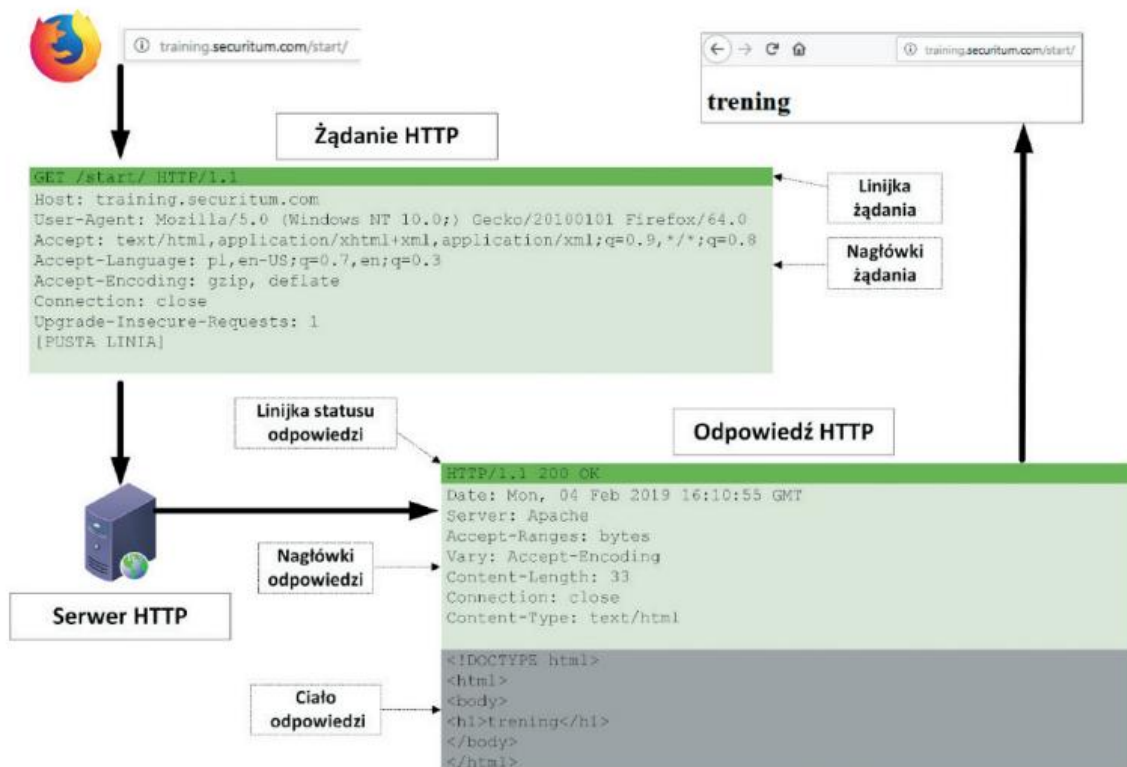 training.securitum.com/start/
training.securitum.com/start/
trening
Żądanie HTTP
GET /start/ HTTP/1.1
Host: training.securitum.com
User-Agent: Mozilla/5.0 (Windows NT 10.0;) Gecko/20100101 Firefox/64.0
Accept: text/html,application/xhtml+xml,application/xml;q=0.9,*/*;q=0.8
Accept-Language: pl,en-US;q=0.7,en;q=0.3
Accept-Encoding: gzip, deflate
Connection: close
Upgrade-Insecure-Requests: 1
[PUSTA LINIA]
Linijka
żądania
Nagłówki
żądania
Linijka statusu
odpowiedzi
Odpowiedź HTTP
HTTP/1.1 200 OK
Date: Mon, 04 Feb 2019 16:10:55 GMT
Server: Apache
Accept-Ranges: bytes
Vary: Accept-Encoding
Content-Length: 33
Connection: close
Content-Type: text/html
Nagłówki
odpowiedzi
Serwer HTTP
<!DOCTYPE html>
<html>
<body>
<h1>trening</h1>
</body>
</html>
Ciało
odpowiedzi